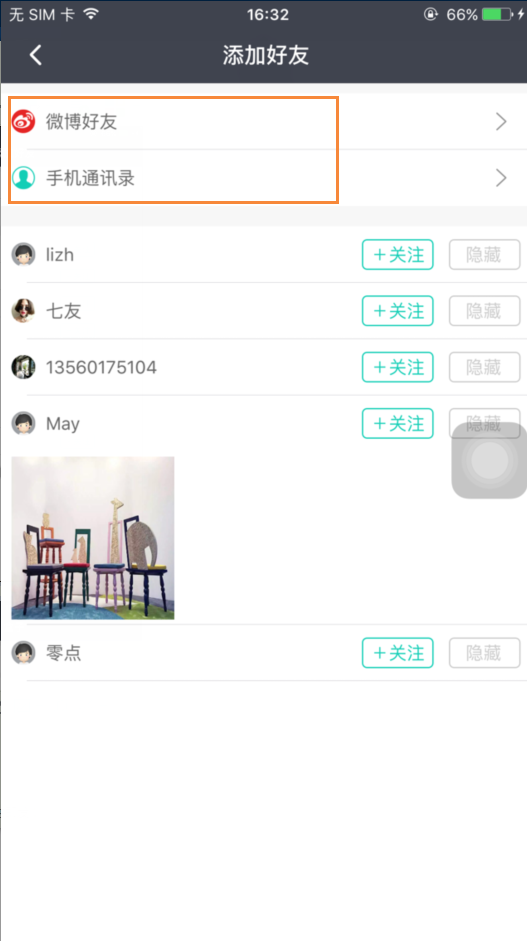 无 SIM 卡 16:32 66%
添加好友
微博好友
手机通讯录
lizh +关注 隐藏
七友 +关注 隐藏
13560175104 +关注 隐藏
May +关注 隐藏
零点 +关注 隐藏